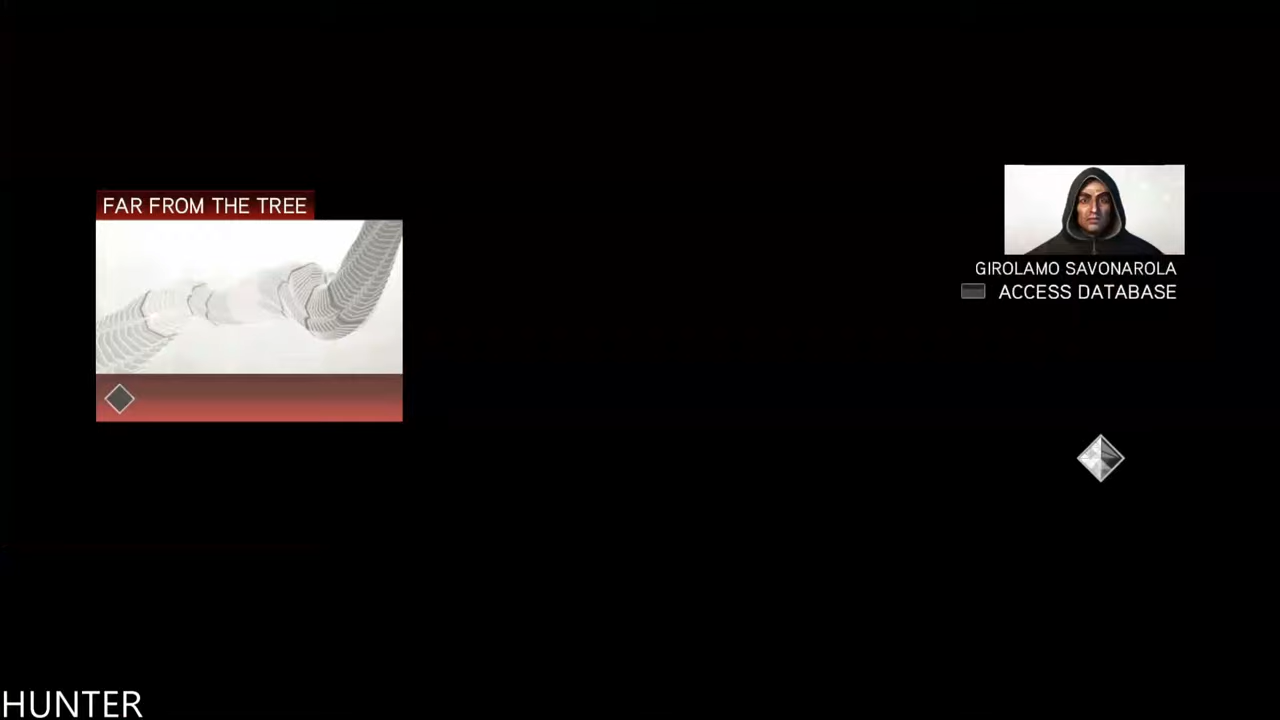 FAR FROM THE TREE
GIROLAMO SAVONAROLA
ACCESS DATABASE
HUNTER